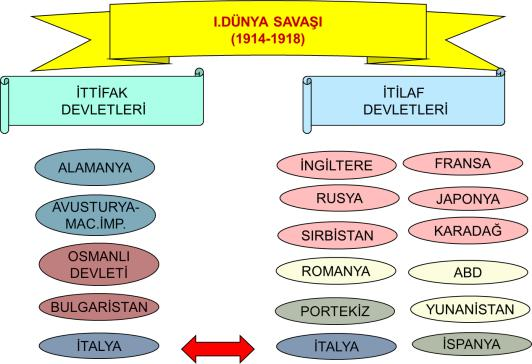 I.DÜNYA SAVAŞI
(1914-1918)
İTTİFAK
DEVLETLERİ
İTİLAF
DEVLETLERİ
ALAMANYA
AVUSTURYA-
MAC.İMP.
OSMANLI
DEVLETİ
BULGARİSTAN
İTALYA
İNGİLTERE
FRANSA
RUSYA
JAPONYA
SIRBİSTAN
KARADAĞ
ROMANYA
ABD
PORTEKİZ
YUNANİSTAN
İTALYA
İSPANYA